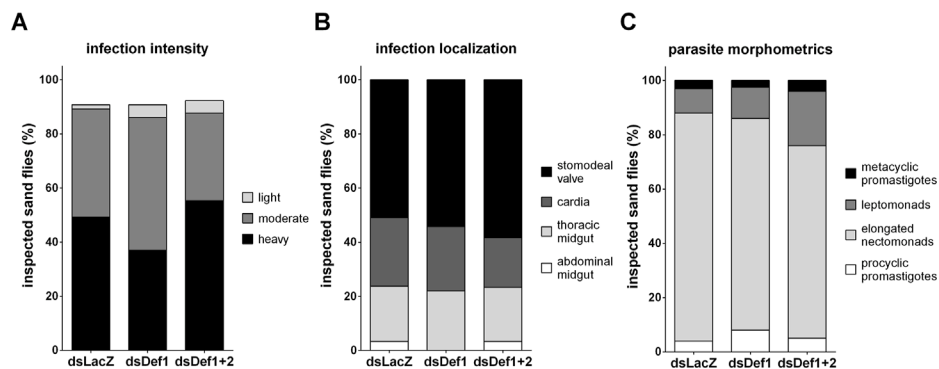 A
infection intensity
inspected sand flies (%)
100
80
60
40
20
0
dsLacZ dsDef1 dsDef1+2
light
moderate
heavy
B
infection localization
inspected sand flies (%)
100
80
60
40
20
0
dsLacZ dsDef1 dsDef1+2
stomodeal
valve
cardia
thoracic
midgut
abdominal
midgut
C
parasite morphometrics
inspected sand flies (%)
100
80
60
40
20
0
dsLacZ dsDef1 dsDef1+2
metacyclic
promastigotes
leptomonads
elongated
nectomonads
procyclic
promastigotes